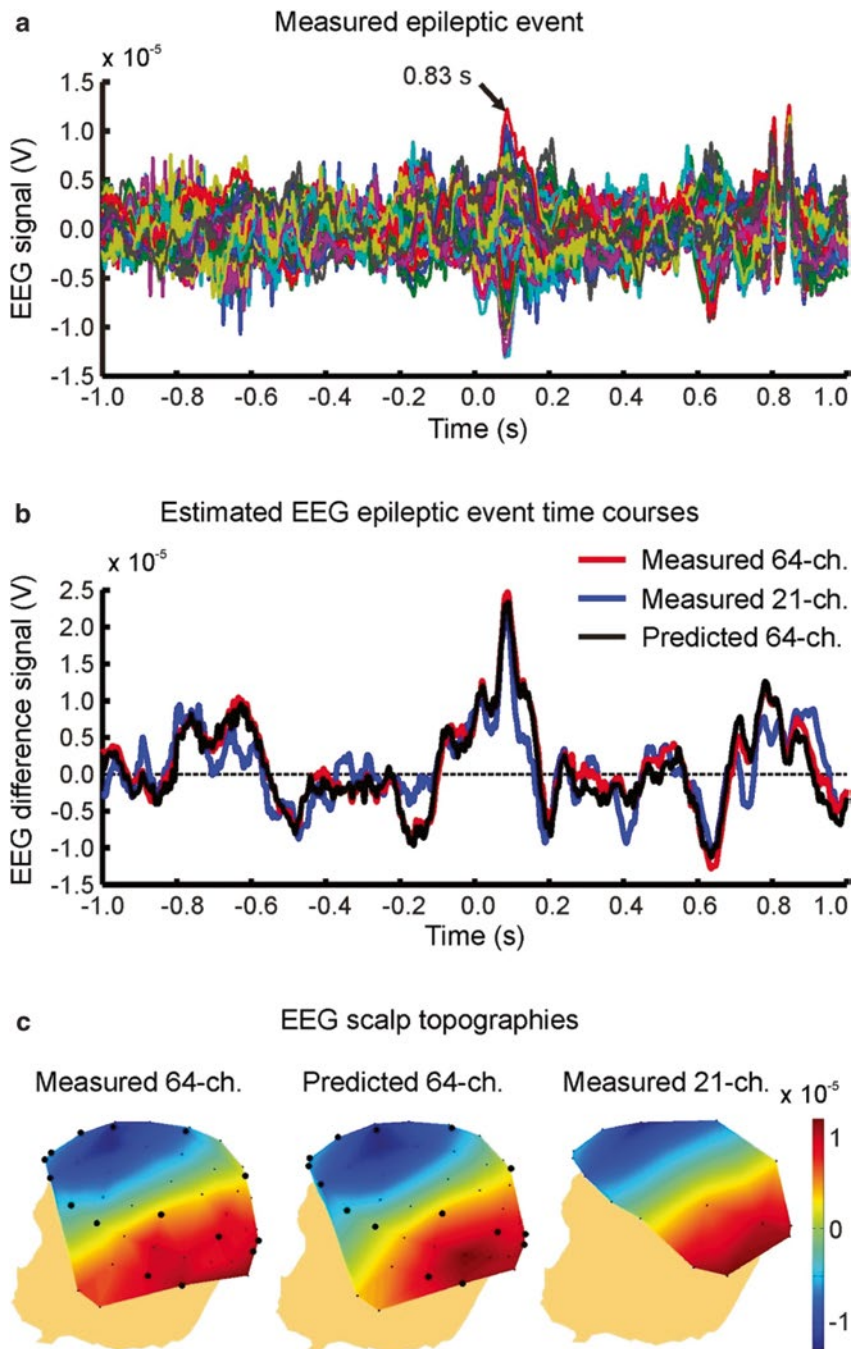 a Measured epileptic event
x 10-5
0.83 s
1.5
1.0
0.5
0.0
-0.5
-1.0
-1.5
EEG signal (V)
-1.0 -0.8 -0.6 -0.4 -0.2 0.0 0.2 0.4 0.6 0.8 1.0
Time (s)
b Estimated EEG epileptic event time courses
x 10-5
Measured 64-ch.
Measured 21-ch.
Predicted 64-ch.
2.5
2.0
1.5
1.0
0.5
0.0
-0.5
-1.0
-1.5
EEG difference signal (V)
-1.0 -0.8 -0.6 -0.4 -0.2 0.0 0.2 0.4 0.6 0.8 1.0
Time (s)
c EEG scalp topographies
Measured 64-ch. Predicted 64-ch. Measured 21-ch.
x 10-5
1
0
-1